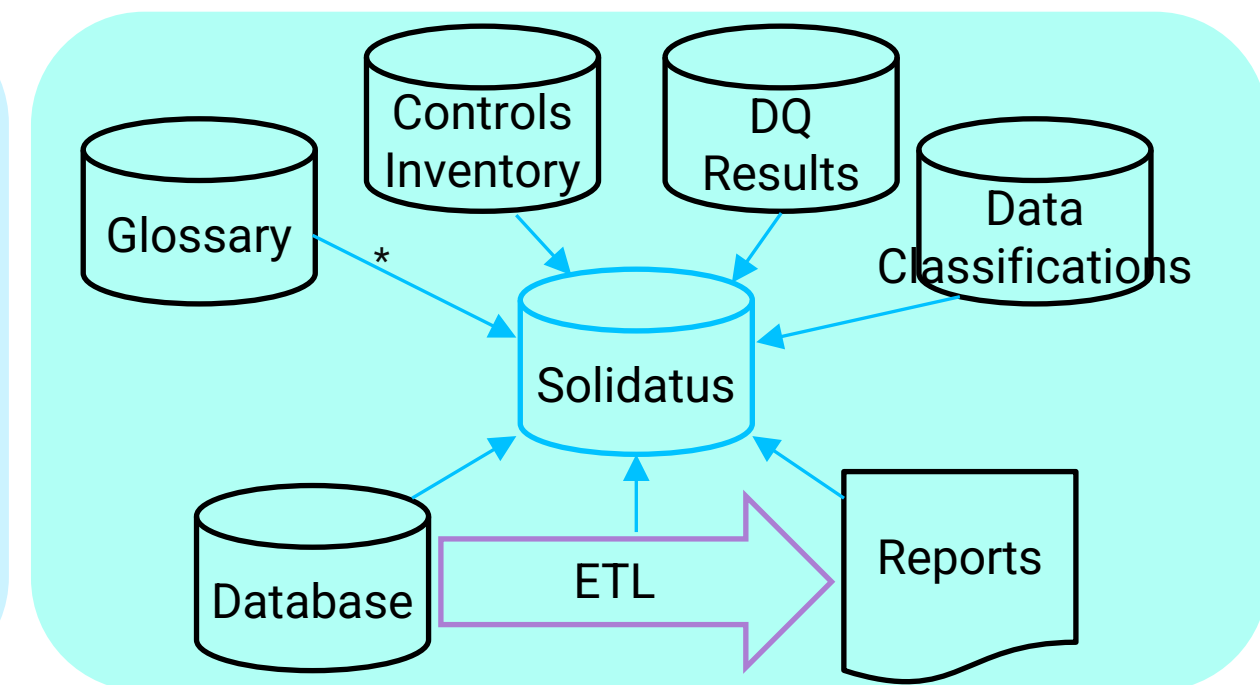 Controls
Inventory
DQ
Results
Data
Classifications
Glossary
*
Solidatus
Database
ETL
Reports